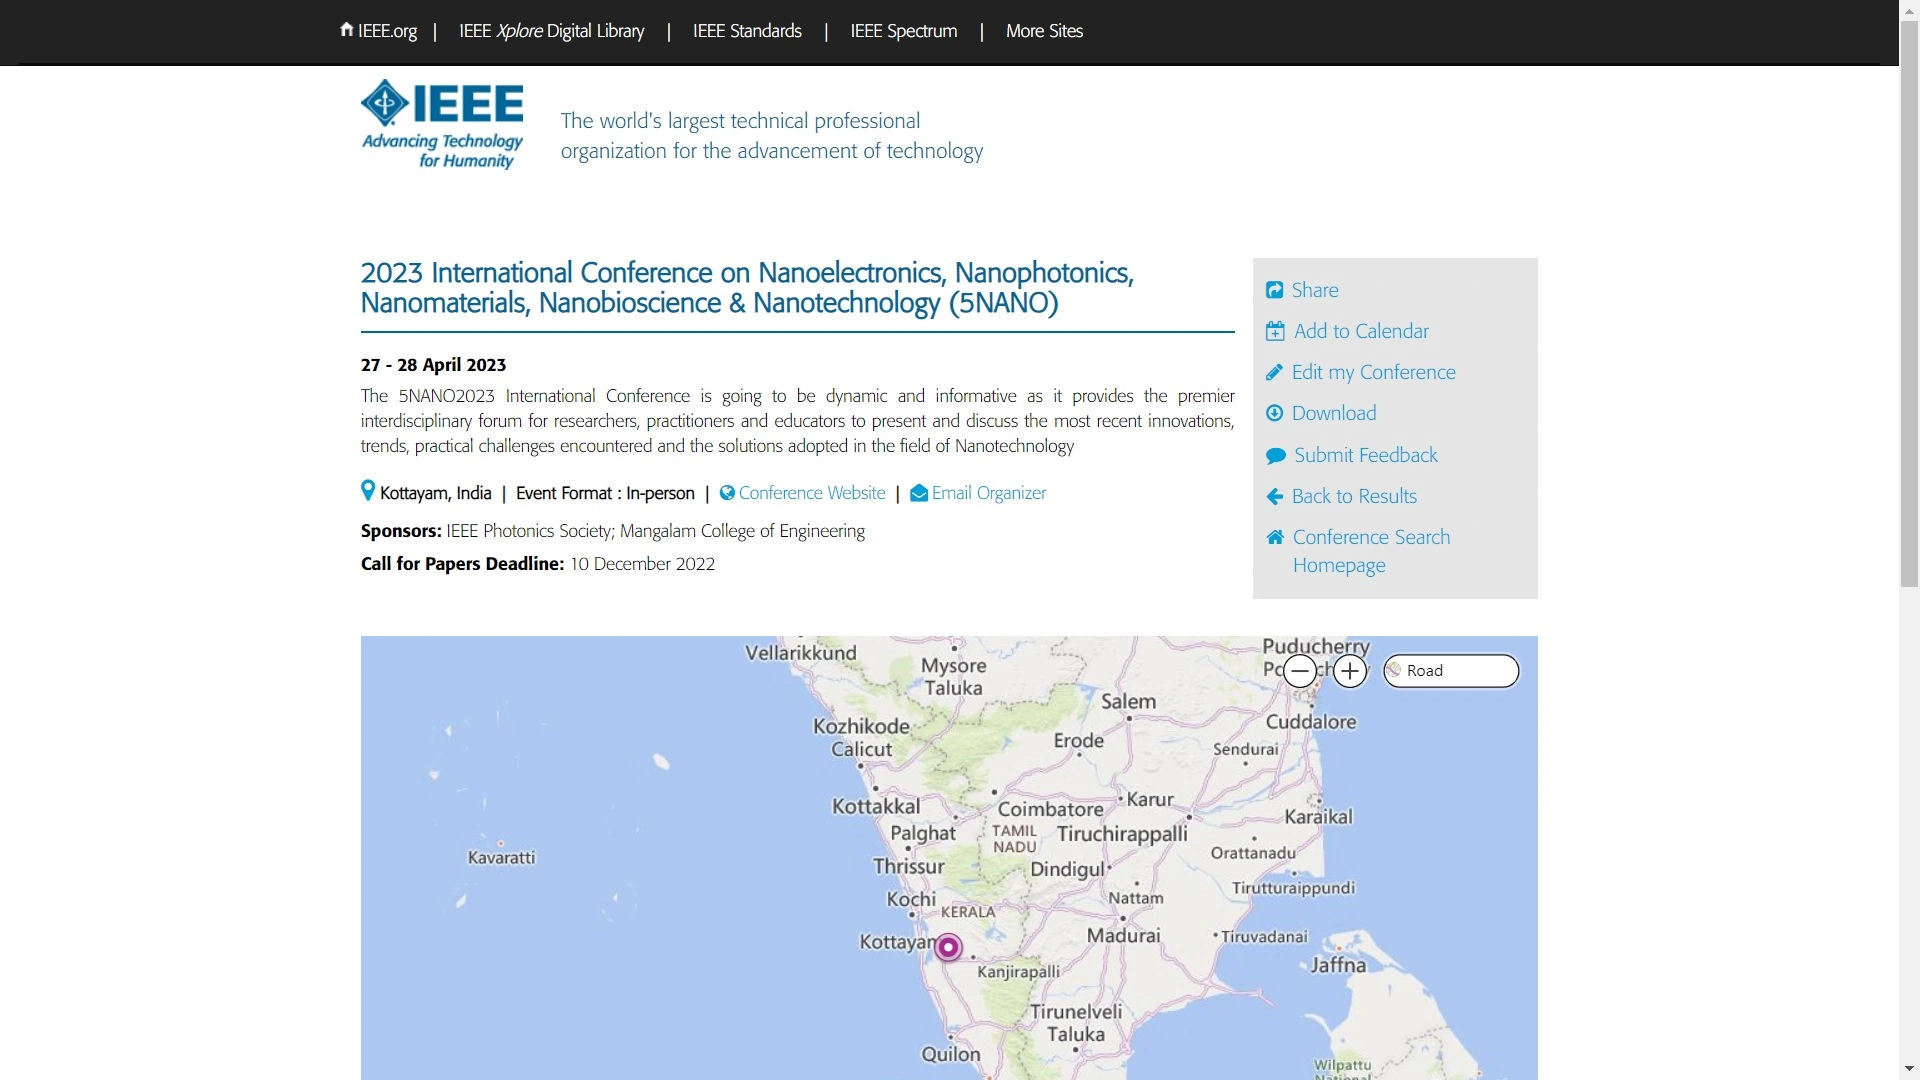 IEEE.org | IEEE Xplore Digital Library | IEEE Standards | IEEE Spectrum | More Sites
IEEE
Advancing Technology
for Humanity
The world's largest technical professional
organization for the advancement of technology
2023 International Conference on Nanoelectronics, Nanophotonics,
Nanomaterials, Nanobioscience & Nanotechnology (5NANO)
27 - 28 April 2023
The 5NANO2023 International Conference is going to be dynamic and informative as it provides the premier
interdisciplinary forum for researchers, practitioners and educators to present and discuss the most recent innovations,
trends, practical challenges encountered and the solutions adopted in the field of Nanotechnology
Kottayam, India | Event Format : In-person | Conference Website | Email Organizer
Sponsors: IEEE Photonics Society; Mangalam College of Engineering
Call for Papers Deadline: 10 December 2022
Share
Add to Calendar
Edit my Conference
Download
Submit Feedback
Back to Results
Conference Search
Homepage
Vellarikkund
Mysore
Taluka
Puducherry
Road
Salem
Kozhikode
Calicut
Cuddalore
Erode
Sendurai
Kottakkal
Coimbatore
Karur
Karaikal
Palghat
TAMIL
NADU
Tiruchirappalli
Orattanadu
Kavaratti
Thrissur
Dindigul
Tirutturaippundi
Kochi
KERALA
Nattam
Kottayam
Madurai
Tiruvadanai
Kanjirapalli
Jaffna
Tirunelveli
Taluka
Quilon
Wilpattu